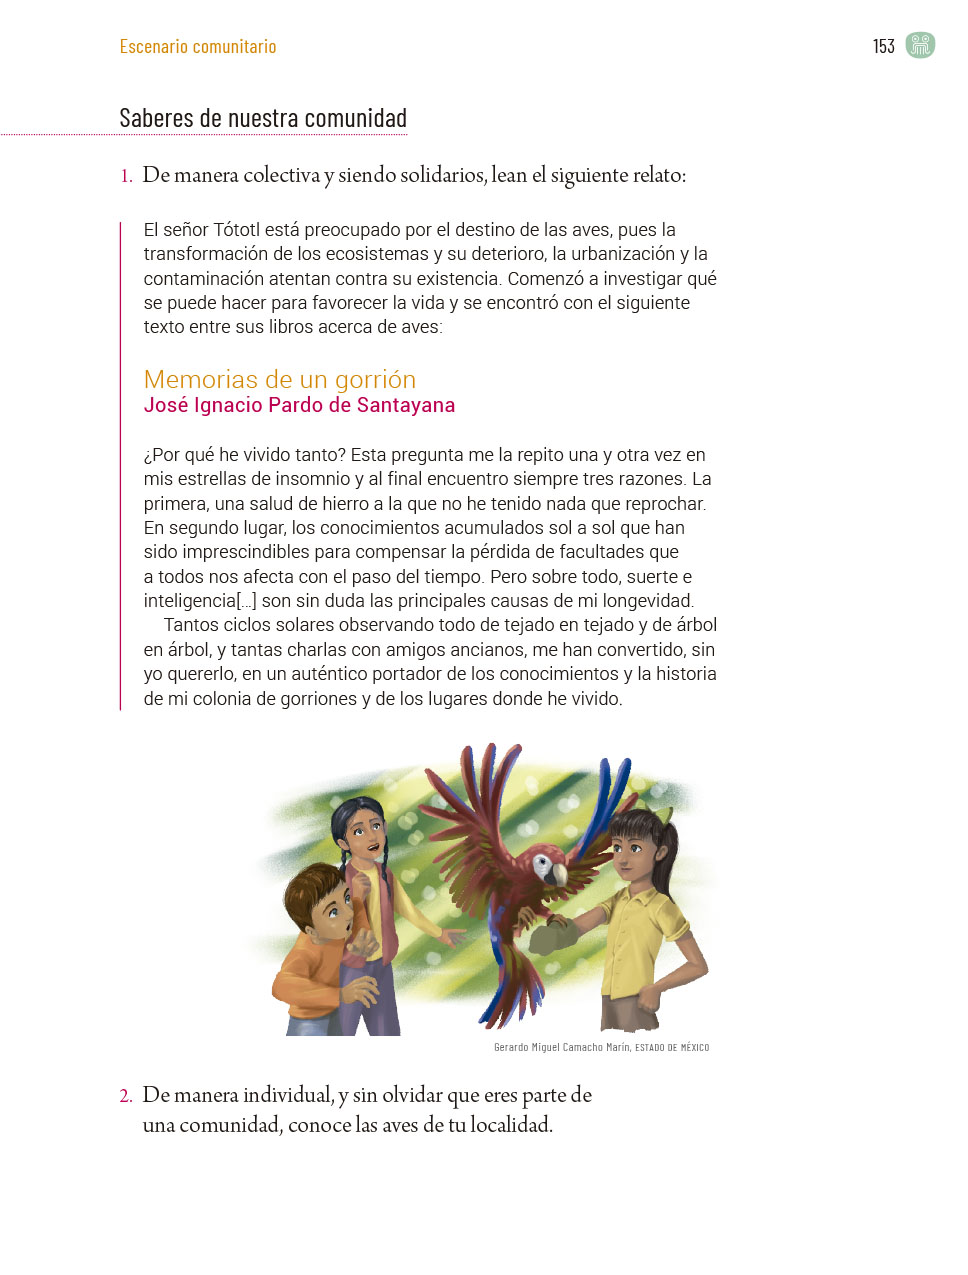 Escenario comunitario
153
Saberes de nuestra comunidad
1. De manera colectiva y siendo solidarios, lean el siguiente relato:
El señor Tótotl está preocupado por el destino de las aves, pues la
transformación de los ecosistemas y su deterioro, la urbanización y la
contaminación atentan contra su existencia. Comenzó a investigar qué
se puede hacer para favorecer la vida y se encontró con el siguiente
texto entre sus libros acerca de aves:
Memorias de un gorrión
José Ignacio Pardo de Santayana
¿Por qué he vivido tanto? Esta pregunta me la repito una y otra vez en
mis estrellas de insomnio y al final encuentro siempre tres razones. La
primera, una salud de hierro a la que no he tenido nada que reprochar.
En segundo lugar, los conocimientos acumulados sol a sol que han
sido imprescindibles para compensar la pérdida de facultades que
a todos nos afecta con el paso del tiempo. Pero sobre todo, suerte e
inteligencia[…] son sin duda las principales causas de mi longevidad.
Tantos ciclos solares observando todo de tejado en tejado y de árbol
en árbol, y tantas charlas con amigos ancianos, me han convertido, sin
yo quererlo, en un auténtico portador de los conocimientos y la historia
de mi colonia de gorriones y de los lugares donde he vivido.
Gerardo Miguel Camacho Marín, ESTADO DE MÉXICO
2. De manera individual, y sin olvidar que eres parte de
una comunidad, conoce las aves de tu localidad.